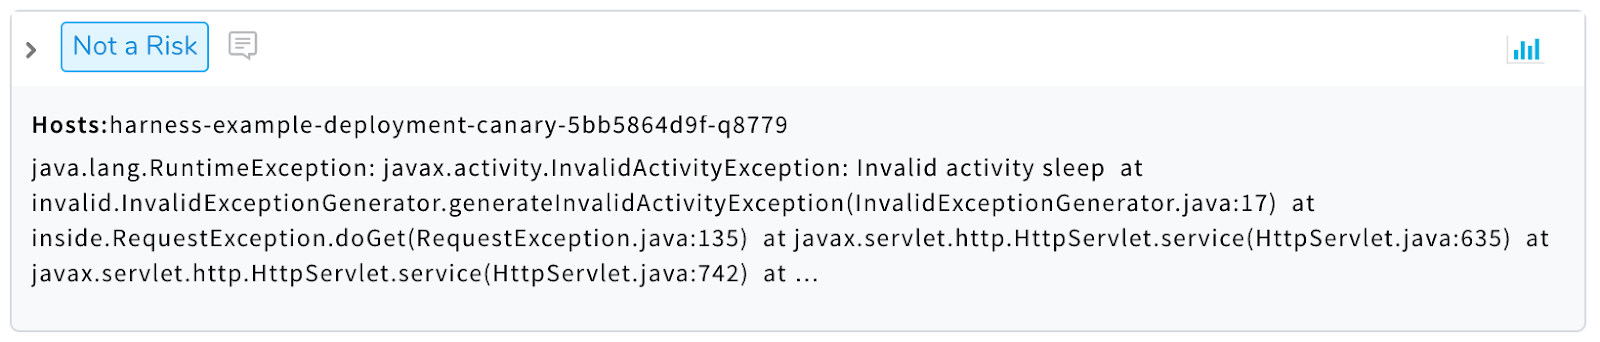 Not a Risk
Hosts:harness-example-deployment-canary-5bb5864d9f-q8779
java.lang.RuntimeException: javax.activity.InvalidActivityException: Invalid activity sleep  at
invalid.InvalidExceptionGenerator.generateInvalidActivityException(InvalidExceptionGenerator.java:17)  at
inside.RequestException.doGet(RequestException.java:135)  at javax.servlet.http.HttpServlet.service(HttpServlet.java:635)  at
javax.servlet.http.HttpServlet.service(HttpServlet.java:742)  at ...